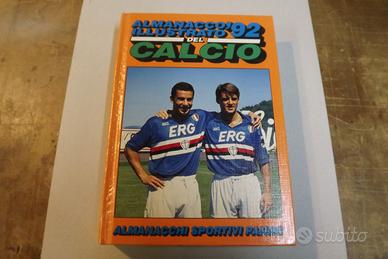 ALMANACCO '92
ILLUSTRATO
DEL
CALCIO
ERG ERG
ALMANACCHI SPORTIVI PANINI
subito